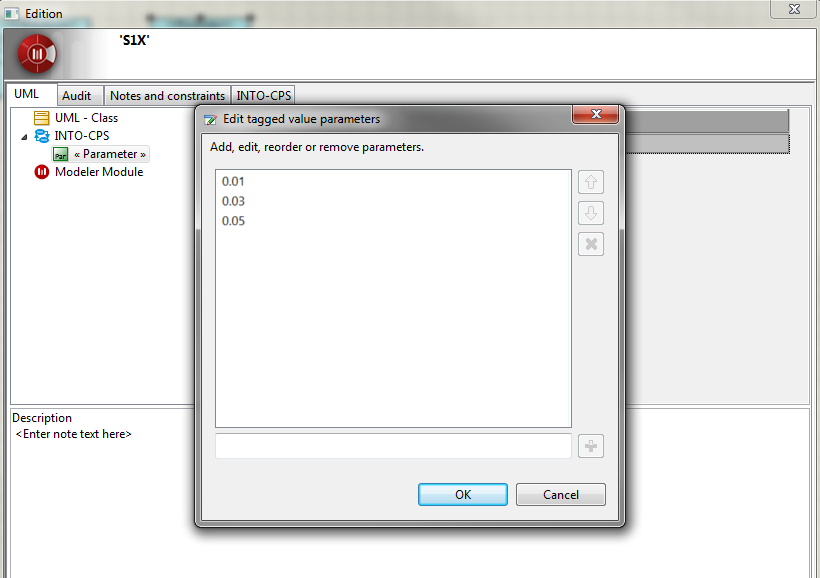 Edition
'S1X'
UML
Audit
Notes and constraints
INTO-CPS
UML - Class
INTO-CPS
Par
« Parameter »
Modeler Module
Edit tagged value parameters
Add, edit, reorder or remove parameters.
0.01
0.03
0.05
OK
Cancel
Description
<Enter note text here>